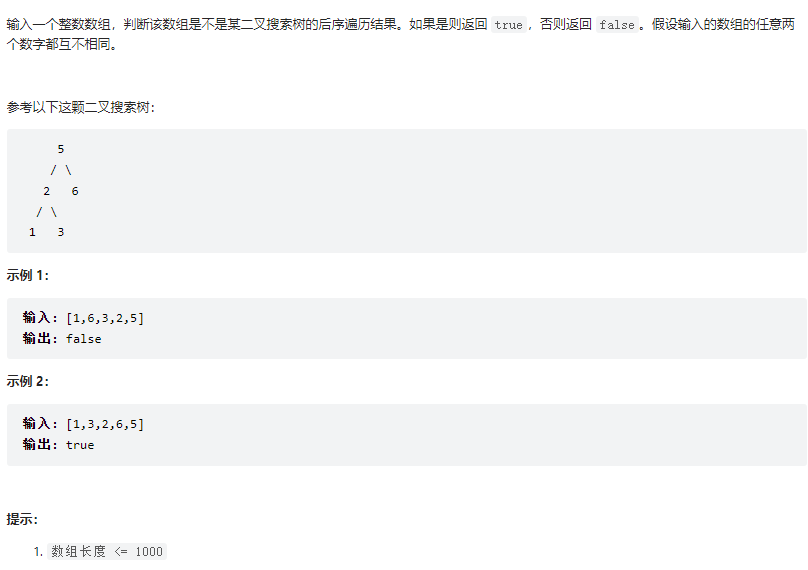 输入一个整数数组，判断该数组是不是某二叉搜索树的后序遍历结果。如果是则返回 true，否则返回 false。假设输入的数组的任意两
个数字都互不相同。
参考以下这颗二叉搜索树：
5
/ \
2 6
/ \
1 3
示例 1：
输入: [1,6,3,2,5]
输出: false
示例 2：
输入: [1,3,2,6,5]
输出: true
提示：
1. 数组长度 <= 1000